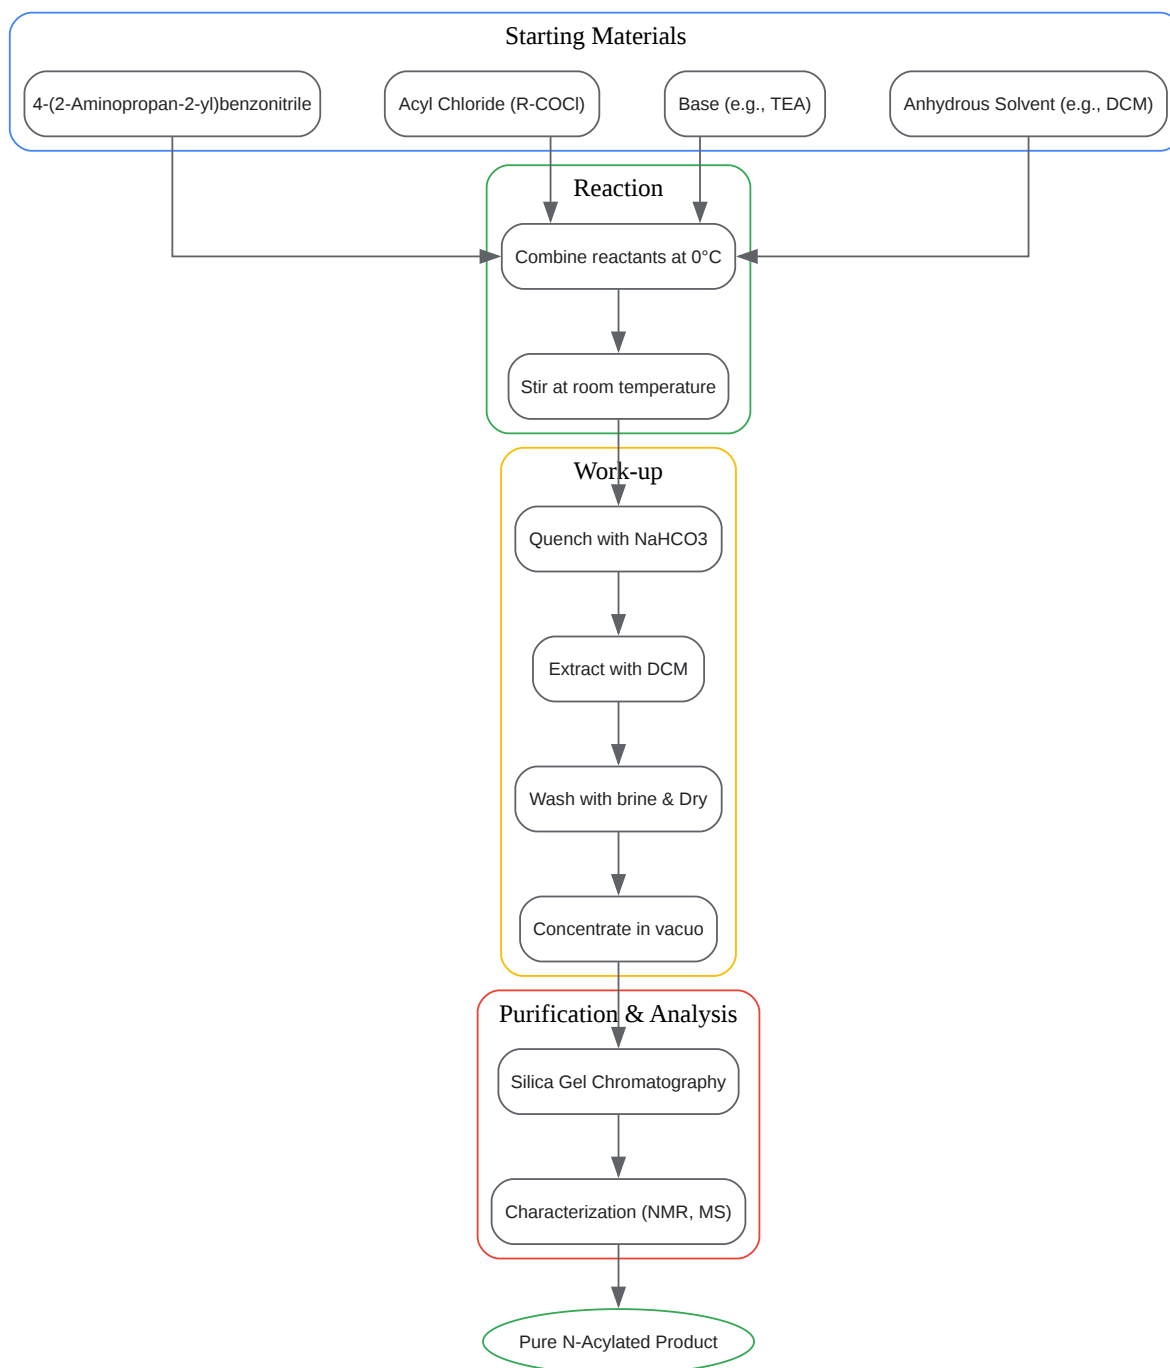 Starting Materials
4-(2-Aminopropan-2-yl)benzonitrile
Acyl Chloride (R-COCl)
Base (e.g., TEA)
Anhydrous Solvent (e.g., DCM)
Reaction
Combine reactants at 0°C
Stir at room temperature
Work-up
Quench with NaHCO3
Extract with DCM
Wash with brine & Dry
Concentrate in vacuo
Purification & Analysis
Silica Gel Chromatography
Characterization (NMR, MS)
Pure N-Acylated Product